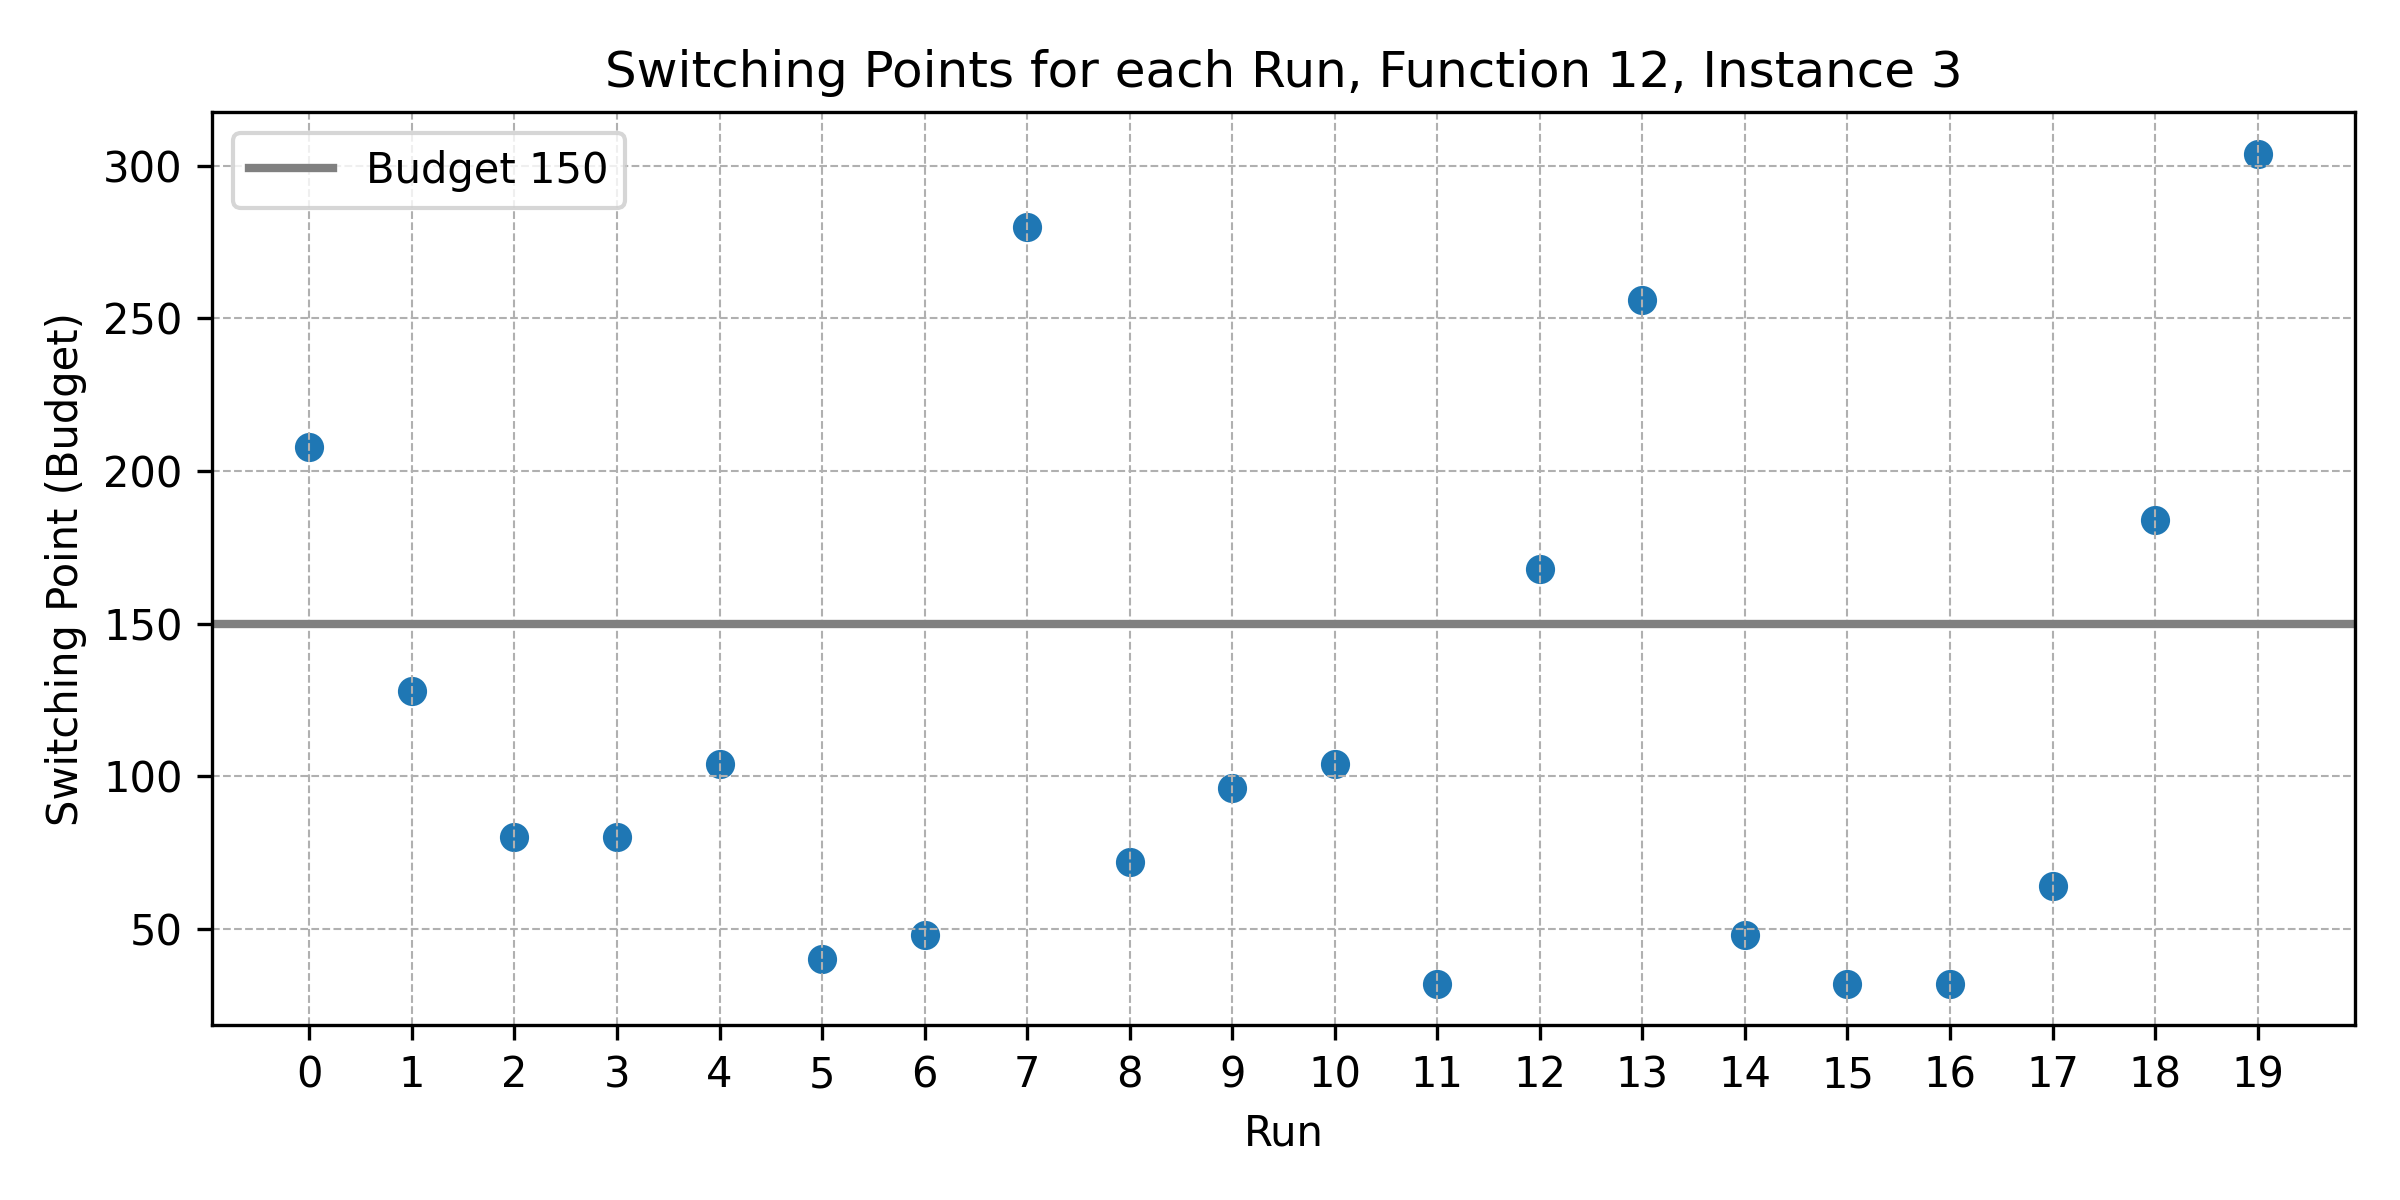 Switching Points for each Run, Function 12, Instance 3
Budget 150
Switching Point (Budget)
300
250
200
150
100
50
0 1 2 3 4 5 6 7 8 9 10 11 12 13 14 15 16 17 18 19
Run